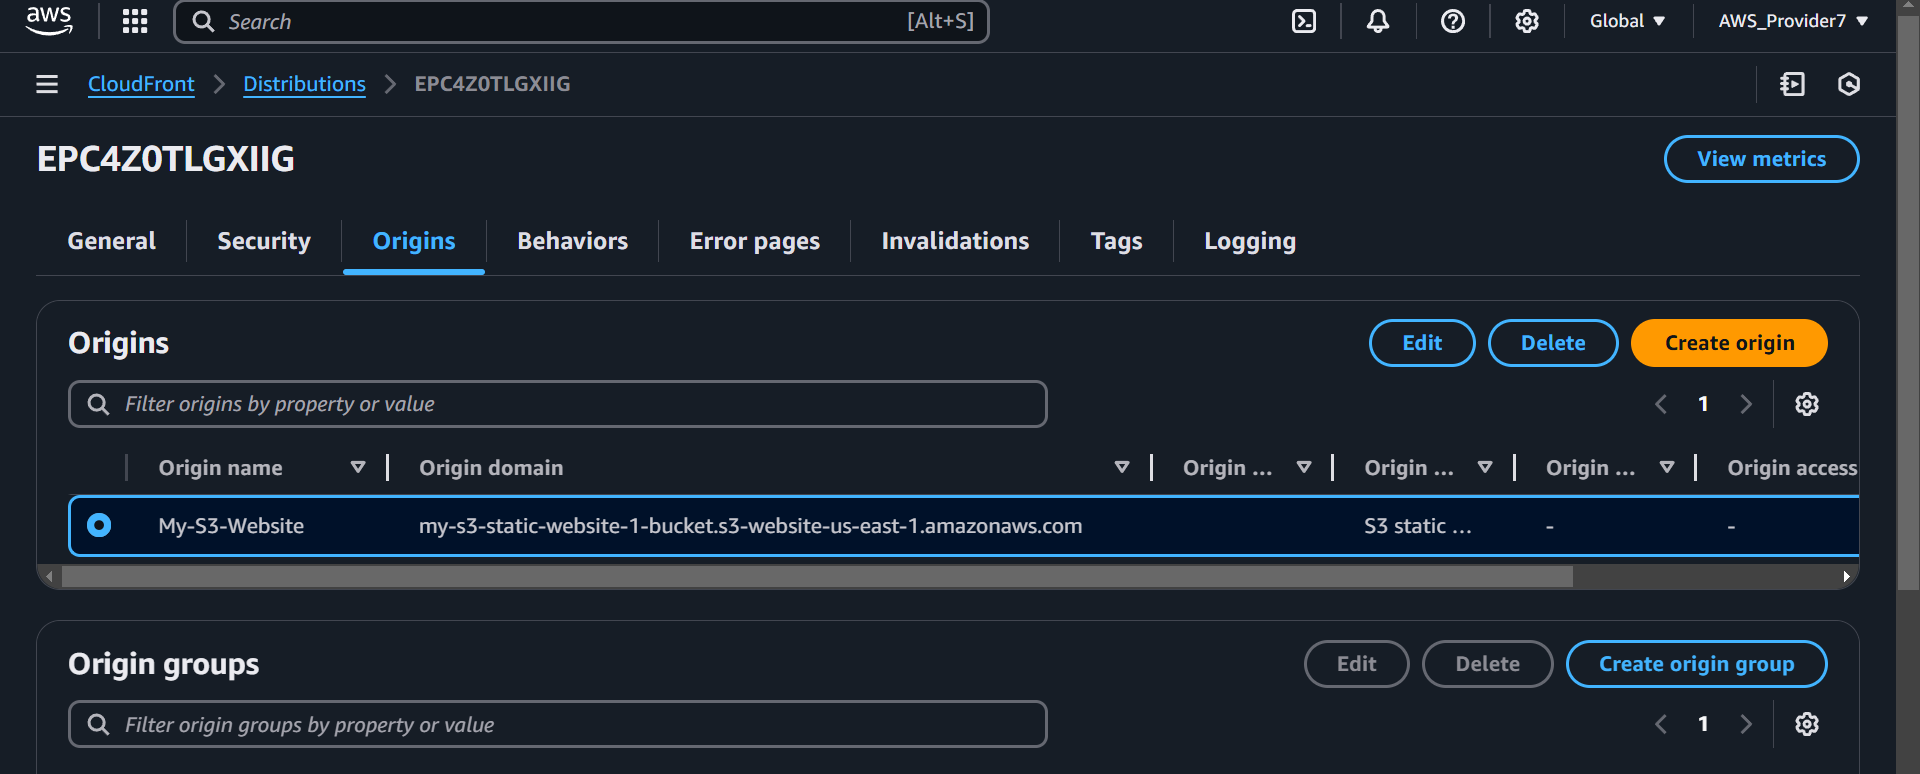 aws Search [Alt+S] Global AWS_Provider7
CloudFront Distributions EPC4Z0TLGXIIG
EPC4Z0TLGXIIG View metrics
General Security Origins Behaviors Error pages Invalidations Tags Logging
Origins Edit Delete Create origin
Filter origins by property or value 1
Origin name Origin domain Origin ... Origin ... Origin ... Origin access
My-S3-Website my-s3-static-website-1-bucket.s3-website-us-east-1.amazonaws.com S3 static ... - -
Origin groups Edit Delete Create origin group
Filter origin groups by property or value 1